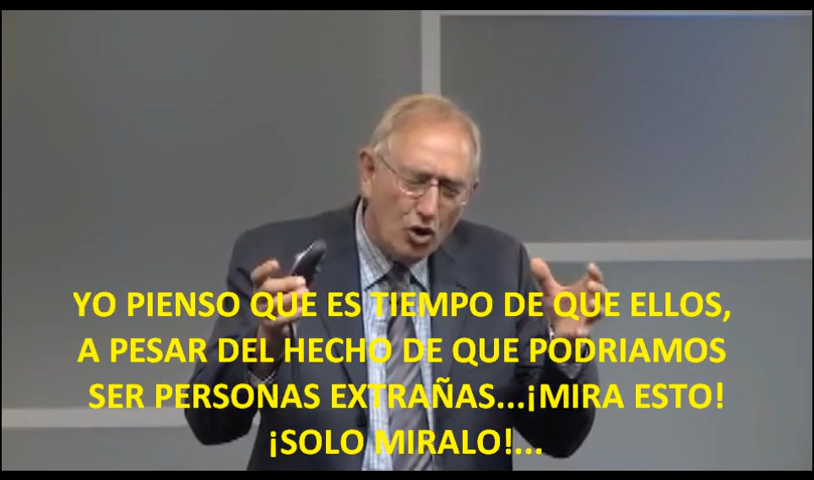 YO PIENSO QUE ES TIEMPO DE QUE ELLOS,
A PESAR DEL HECHO DE QUE PODRIAMOS
SER PERSONAS EXTRAÑAS...¡MIRA ESTO!
¡SOLO MIRALO!...